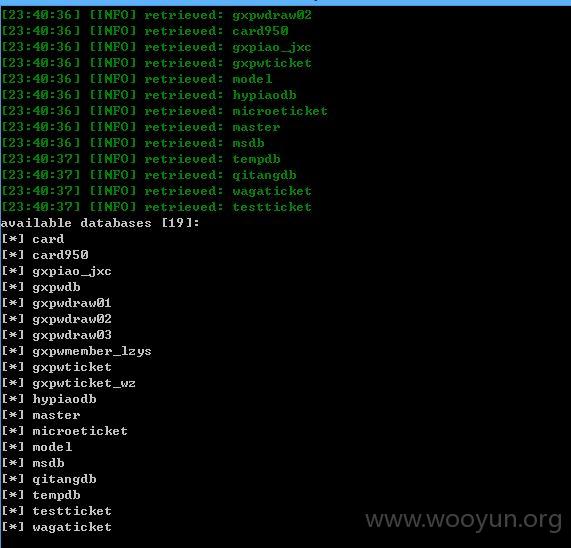 [23:40:36] [INFO] retrieved: gxpwdraw02
[23:40:36] [INFO] retrieved: card950
[23:40:36] [INFO] retrieved: gxpiao_jxc
[23:40:36] [INFO] retrieved: gxpwticket
[23:40:36] [INFO] retrieved: model
[23:40:36] [INFO] retrieved: hypiaodb
[23:40:36] [INFO] retrieved: microeticket
[23:40:36] [INFO] retrieved: master
[23:40:36] [INFO] retrieved: msdb
[23:40:37] [INFO] retrieved: tempdb
[23:40:37] [INFO] retrieved: qitangdb
[23:40:37] [INFO] retrieved: wagaticket
[23:40:37] [INFO] retrieved: testticket
available databases [19]:
[*] card
[*] card950
[*] gxpiao_jxc
[*] gxpwdb
[*] gxpwdraw01
[*] gxpwdraw02
[*] gxpwdraw03
[*] gxpwmember_lzys
[*] gxpwticket
[*] gxpwticket_wz
[*] hypiaodb
[*] master
[*] microeticket
[*] model
[*] msdb
[*] qitangdb
[*] tempdb
[*] testticket
[*] wagaticket
www.wooyun.org